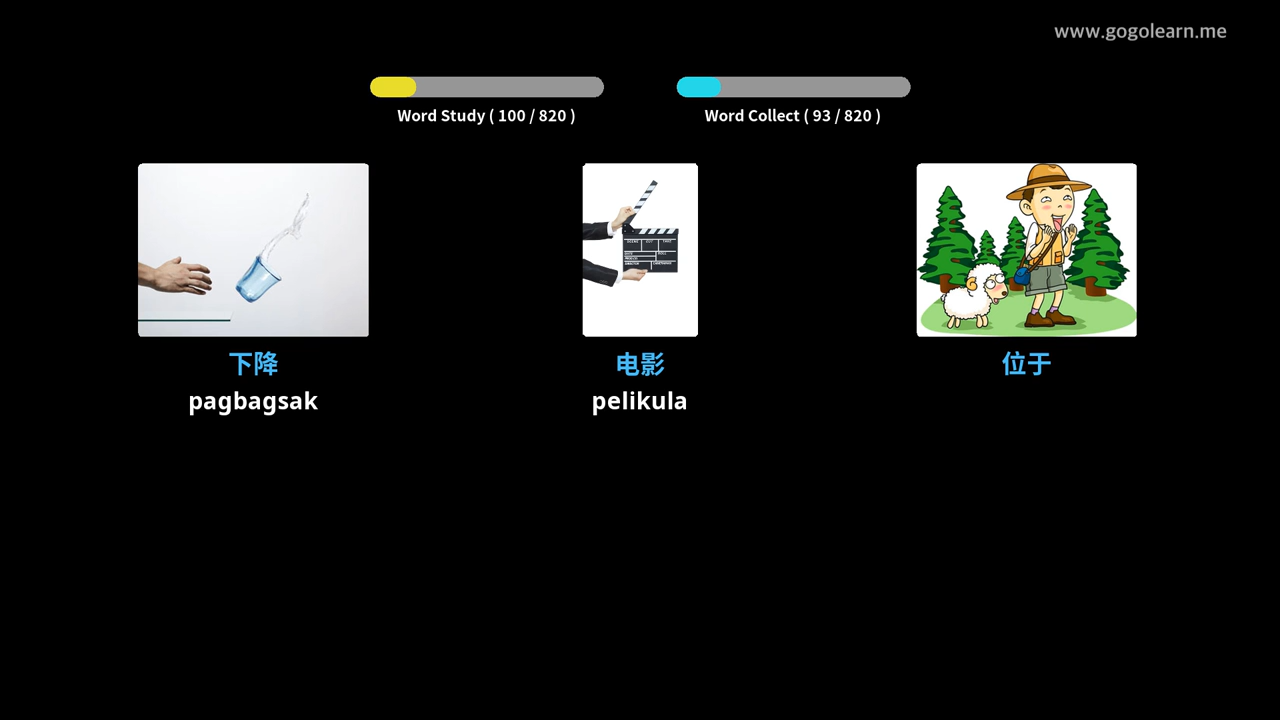 www.gogolearn.me
Word Study ( 100 / 820 )
Word Collect ( 93 / 820 )
下降
电影
位于
pagbagsak
pelikula